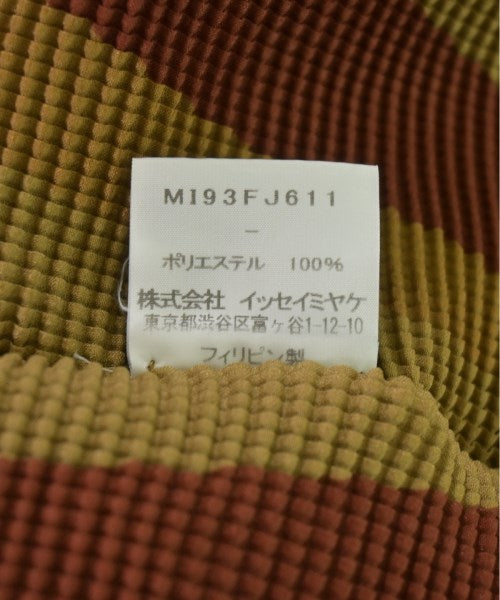 MI93FJ611
–
ポリエステル 100%
株式会社 イッセイミヤケ
東京都渋谷区富ヶ谷1-12-10
フィリピン製